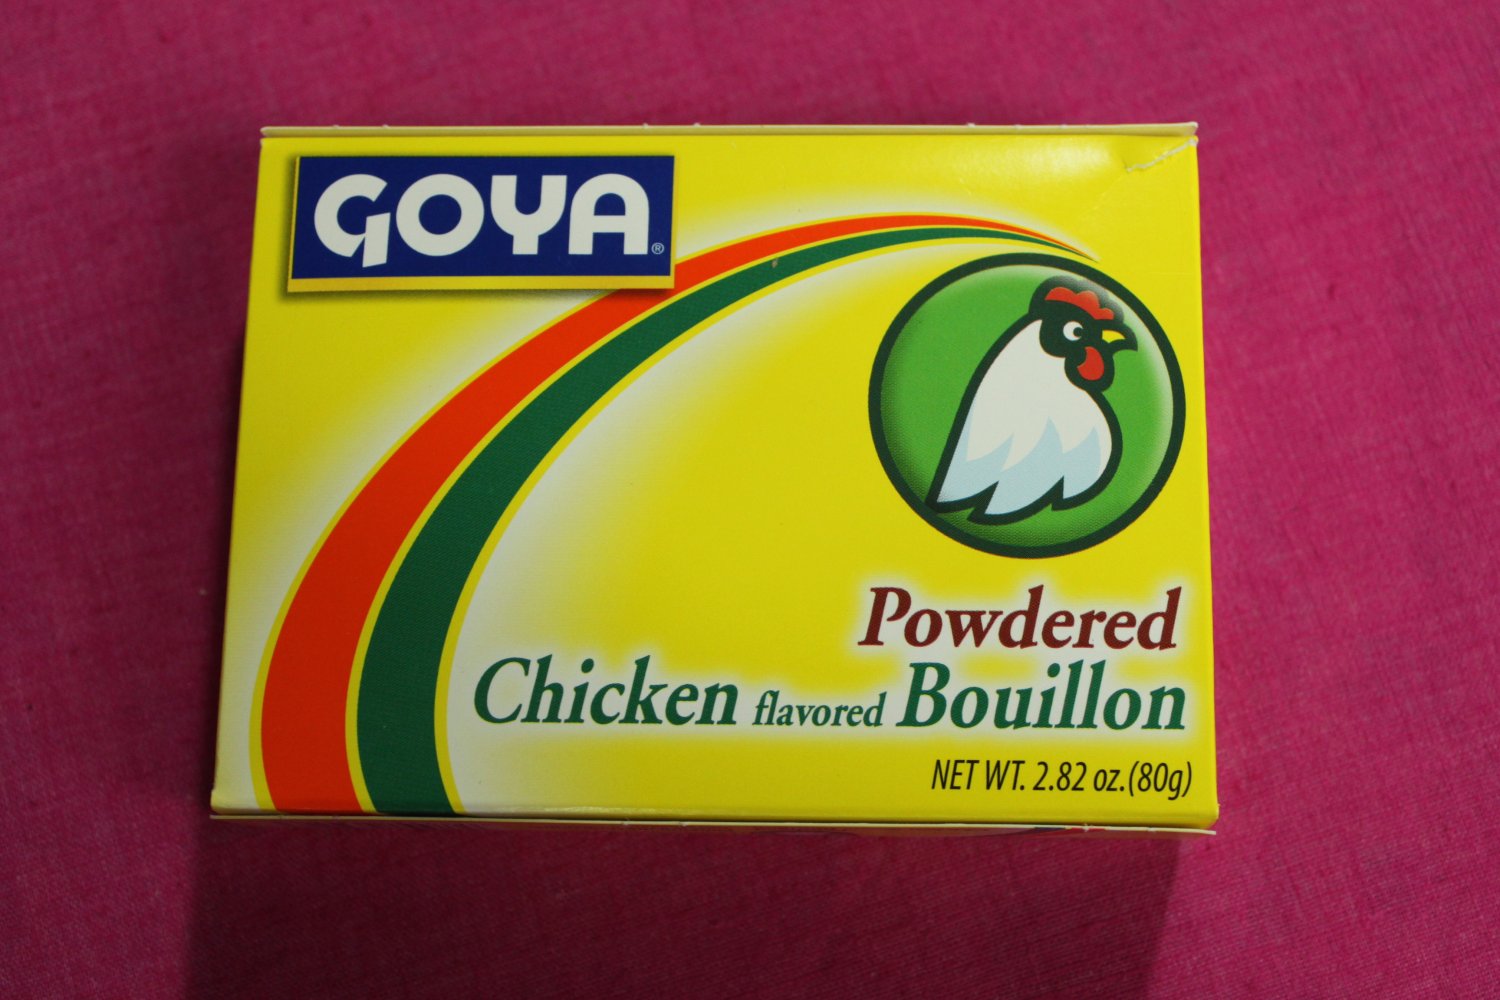 GOYA®
Powdered
Chicken flavored Bouillon
NET WT. 2.82 oz.(80g)